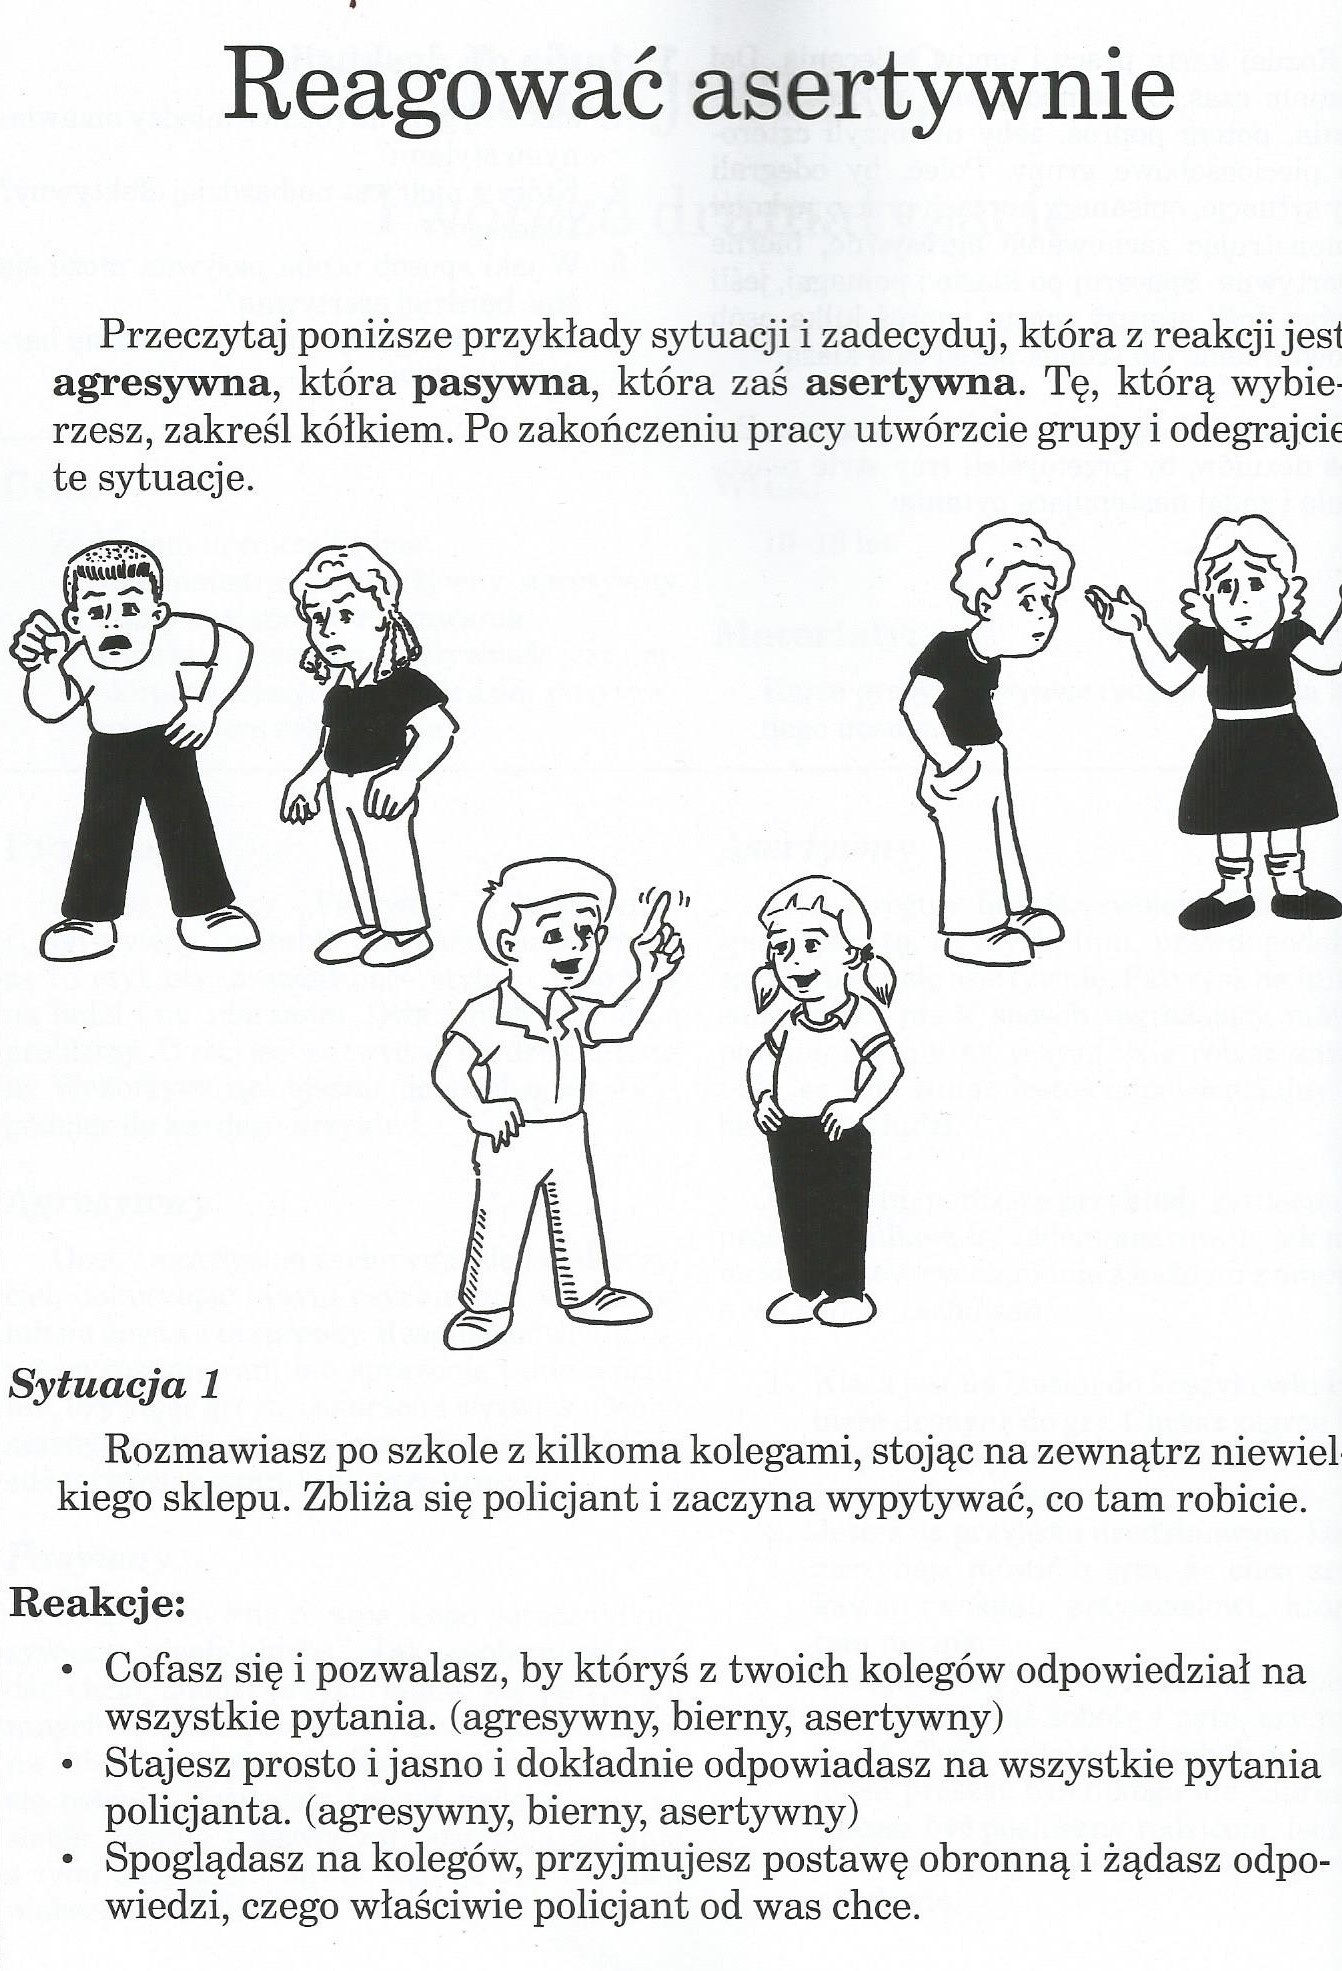 Reagować asertywnie
Przeczytaj poniższe przykłady sytuacji i zadecyduj, która z reakcji jest
agresywna, która pasywna, która zaś asertywna. Tę, którą wybie-
rzesz, zakreśl kółkiem. Po zakończeniu pracy utwórzcie grupy i odegrajcie
te sytuacje.
Sytuacja 1
Rozmawiasz po szkole z kilkoma kolegami, stojąc na zewnątrz niewiel-
kiego sklepu. Zbliża się policjant i zaczyna wypytywać, co tam robicie.
Reakcje:
• Cofasz się i pozwalasz, by któryś z twoich kolegów odpowiedział na
wszystkie pytania. (agresywny, bierny, asertywny)
• Stajesz prosto i jasno i dokładnie odpowiadasz na wszystkie pytania
policjanta. (agresywny, bierny, asertywny)
• Spoglądasz na kolegów, przyjmujesz postawę obronną i żądasz odpo-
wiedzi, czego właściwie policjant od was chce.